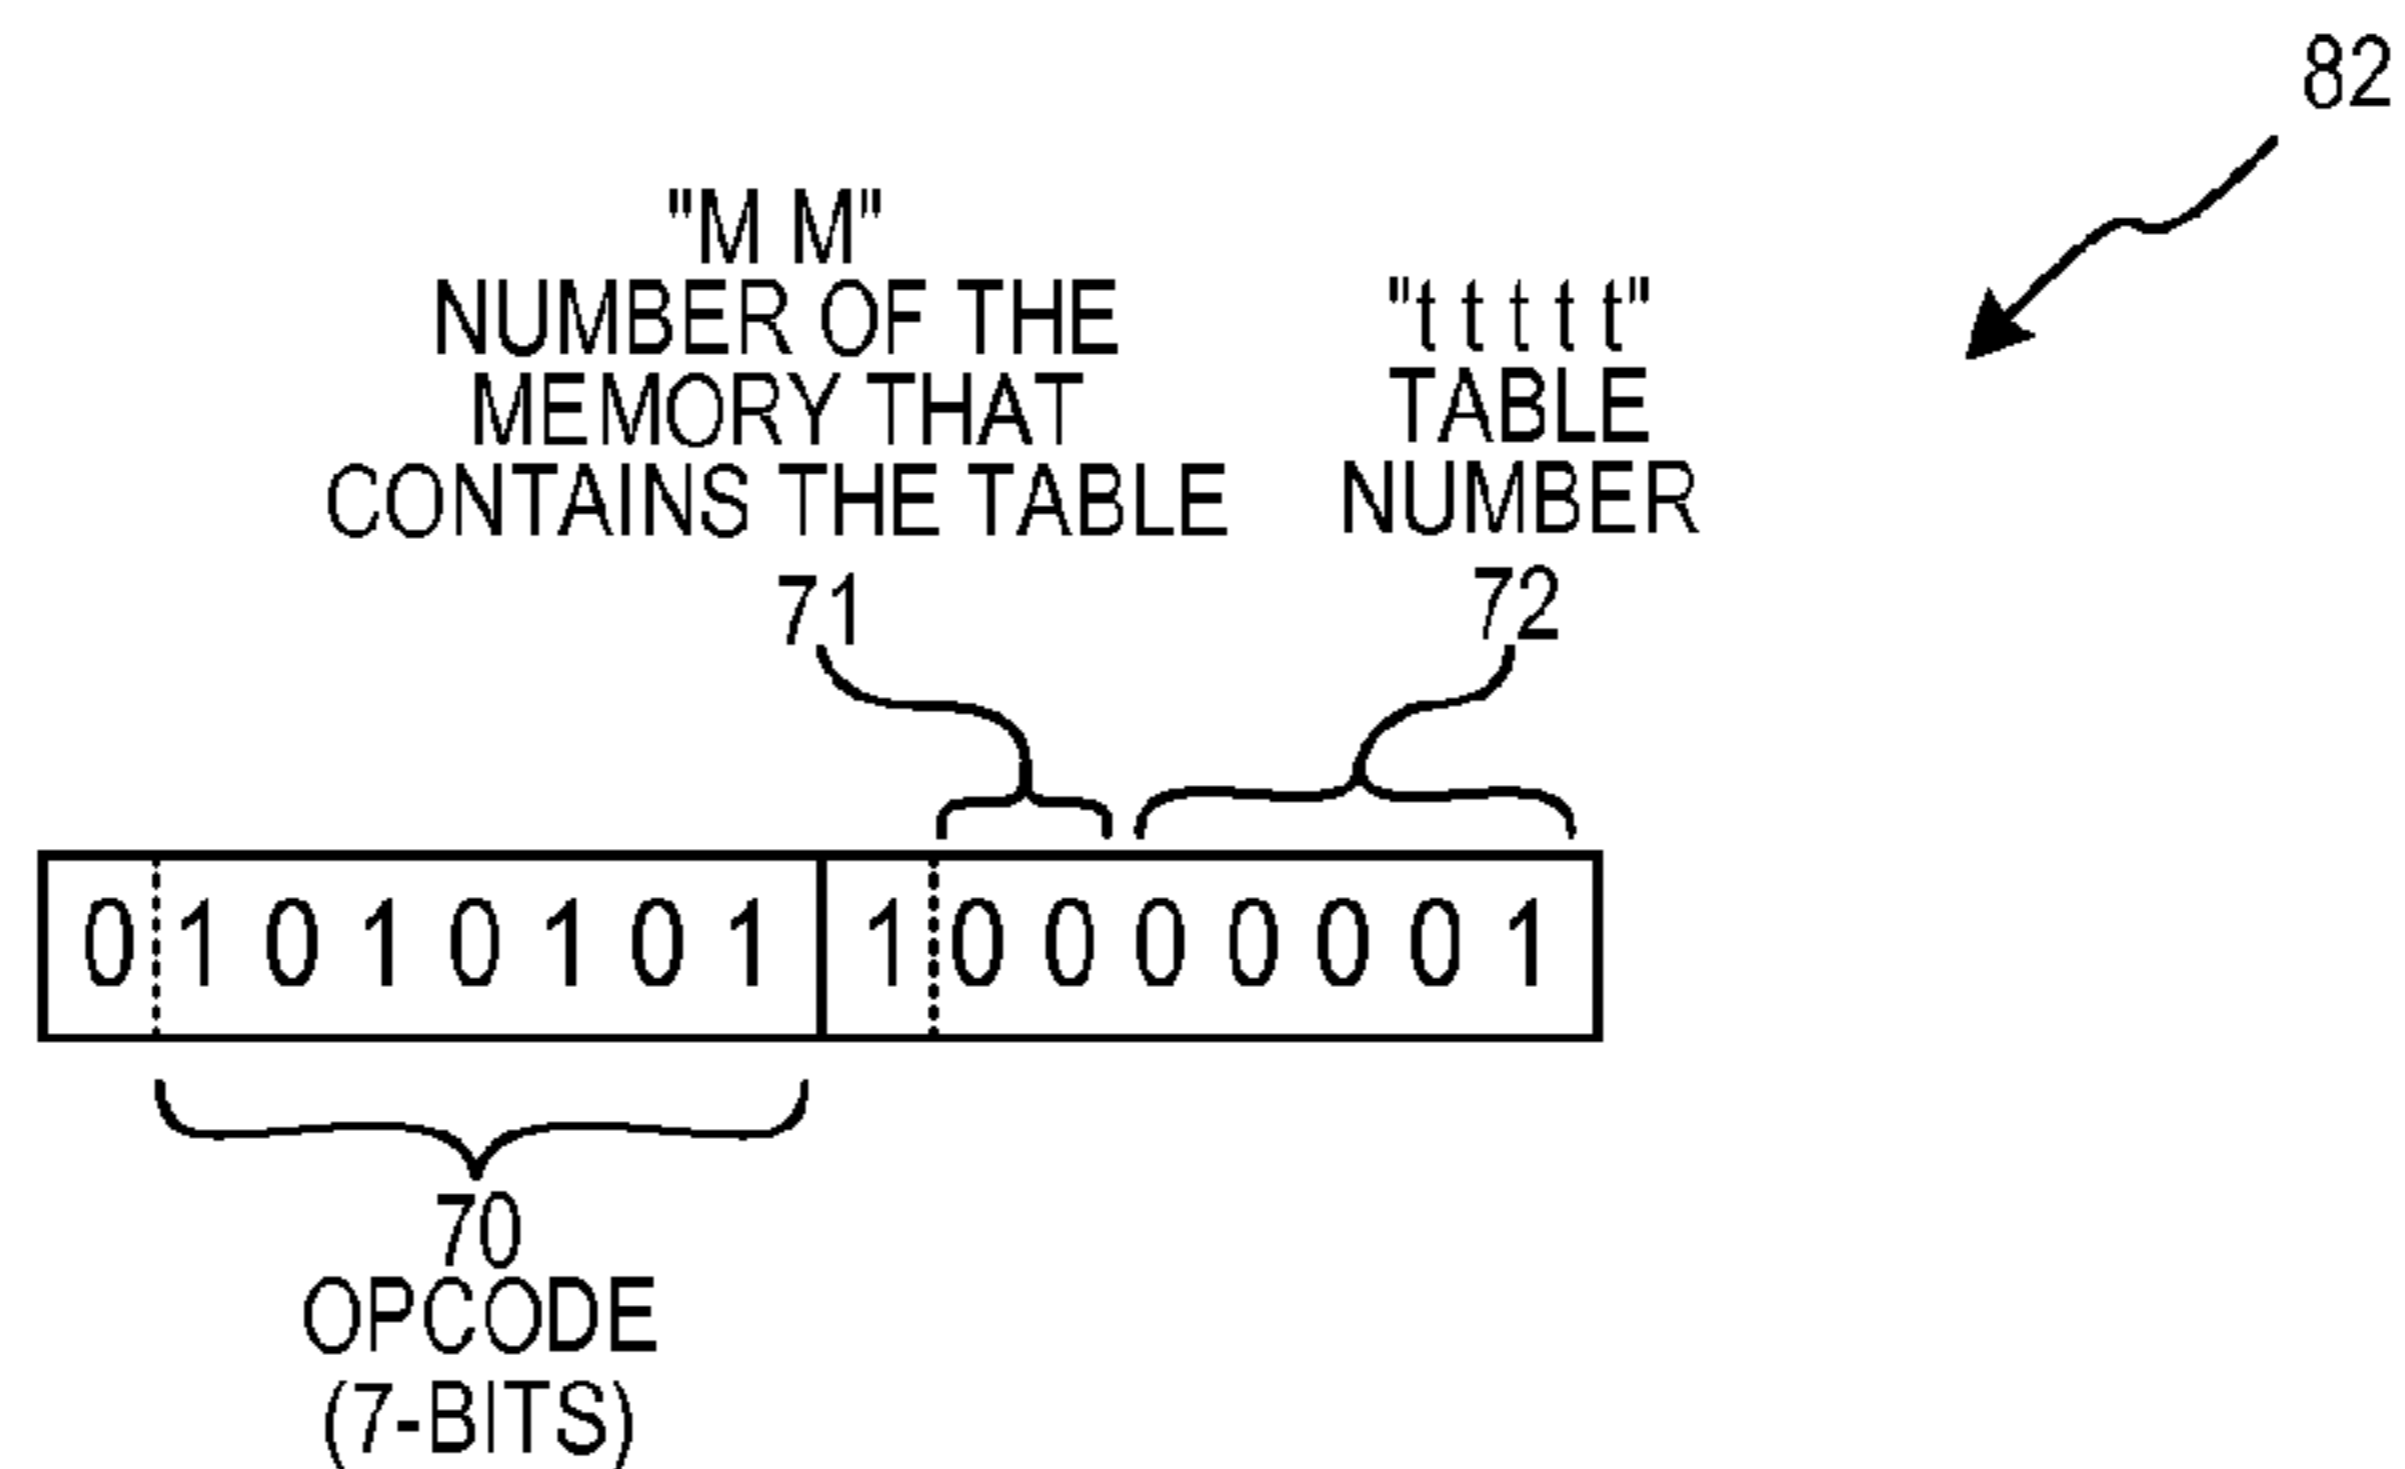 82
"M M"
NUMBER OF THE
MEMORY THAT
CONTAINS THE TABLE
71
"t t t t t"
TABLE
NUMBER
72
0 1 0 1 0 1 0 1 1 0 0 0 0 0 0 1
70
OPCODE
(7-BITS)